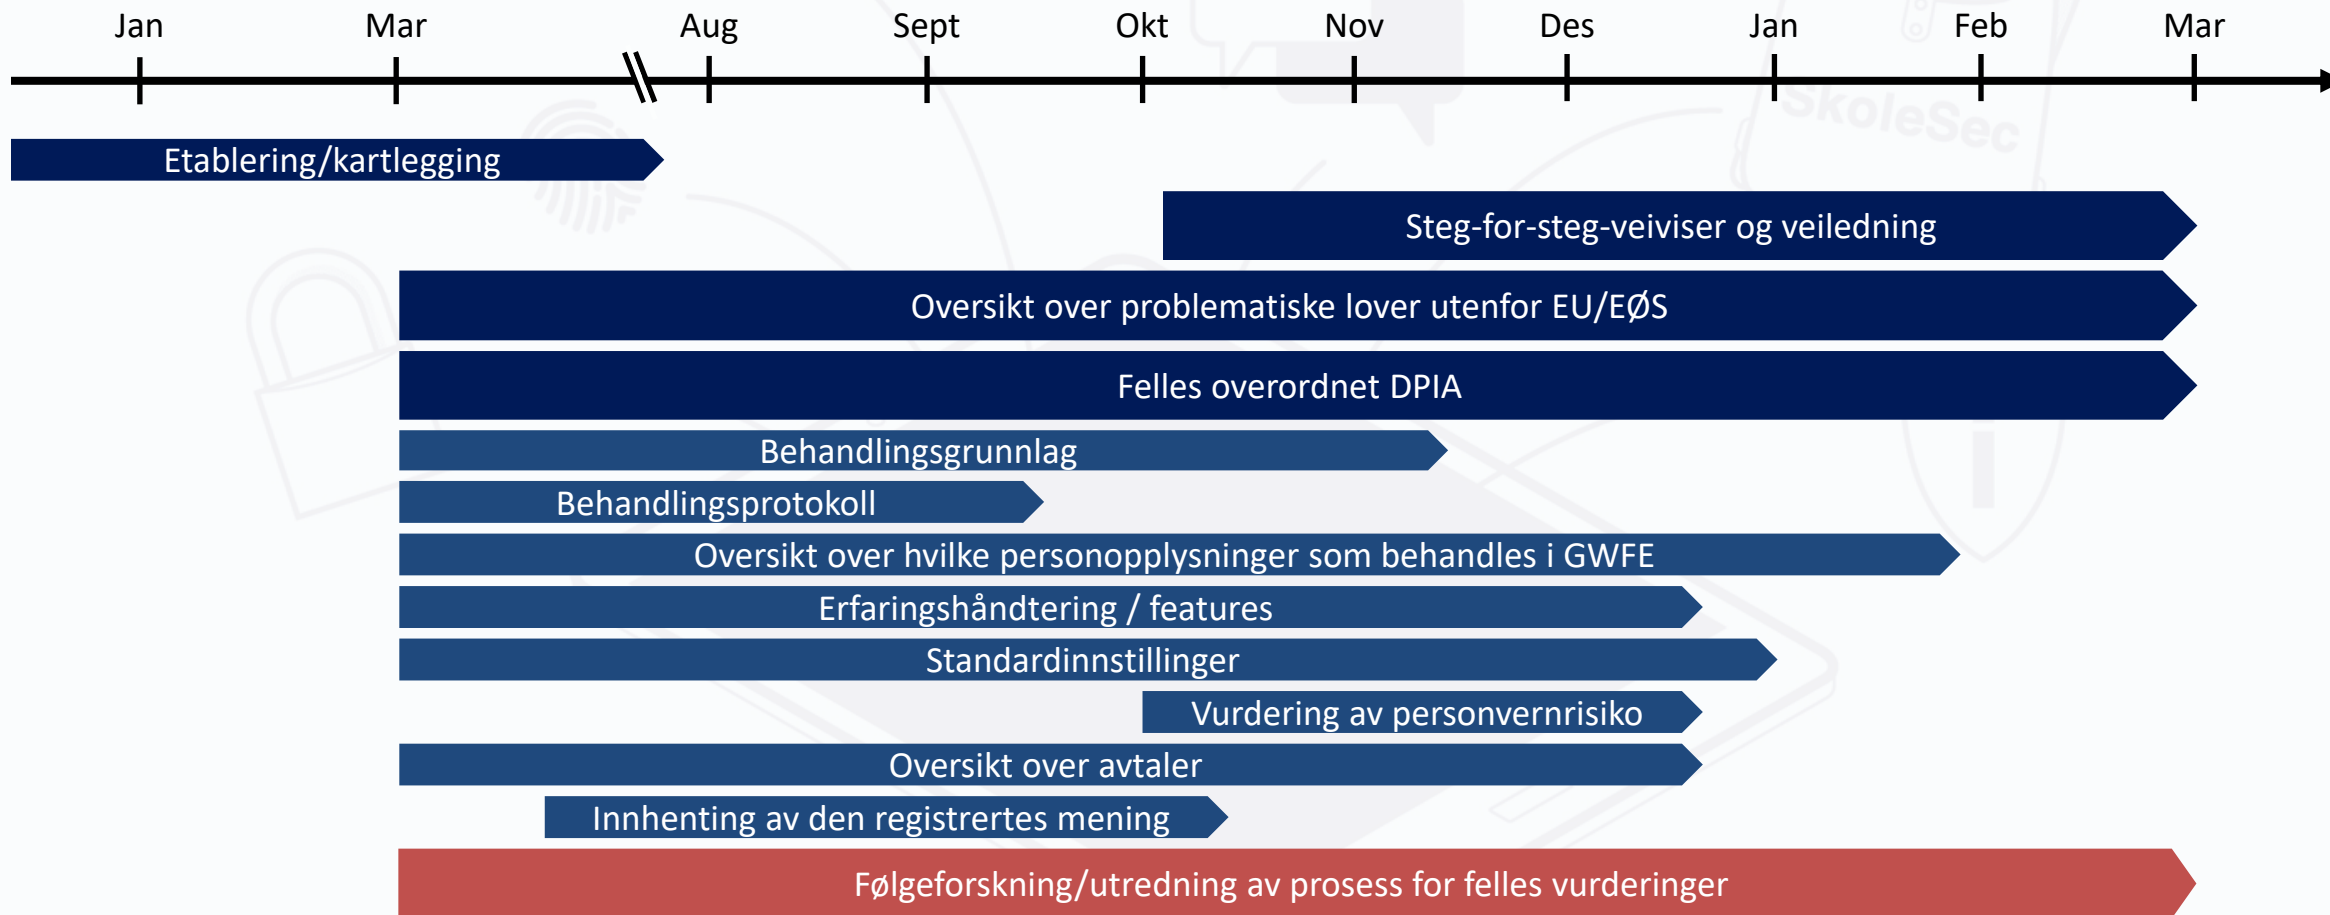 Jan Mar Aug Sept Okt Nov Des Jan Feb Mar
SkoleSec
Etablering/kartlegging
Steg-for-steg-veiviser og veiledning
Oversikt over problematiske lover utenfor EU/EØS
Felles overordnet DPIA
Behandlingsgrunnlag
Behandlingsprotokoll
Oversikt over hvilke personopplysninger som behandles i GWFE
Erfaringshåndtering / features
Standardinnstillinger
Vurdering av personvernrisiko
Oversikt over avtaler
Innhenting av den registrertes mening
Følgeforskning/utredning av prosess for felles vurderinger